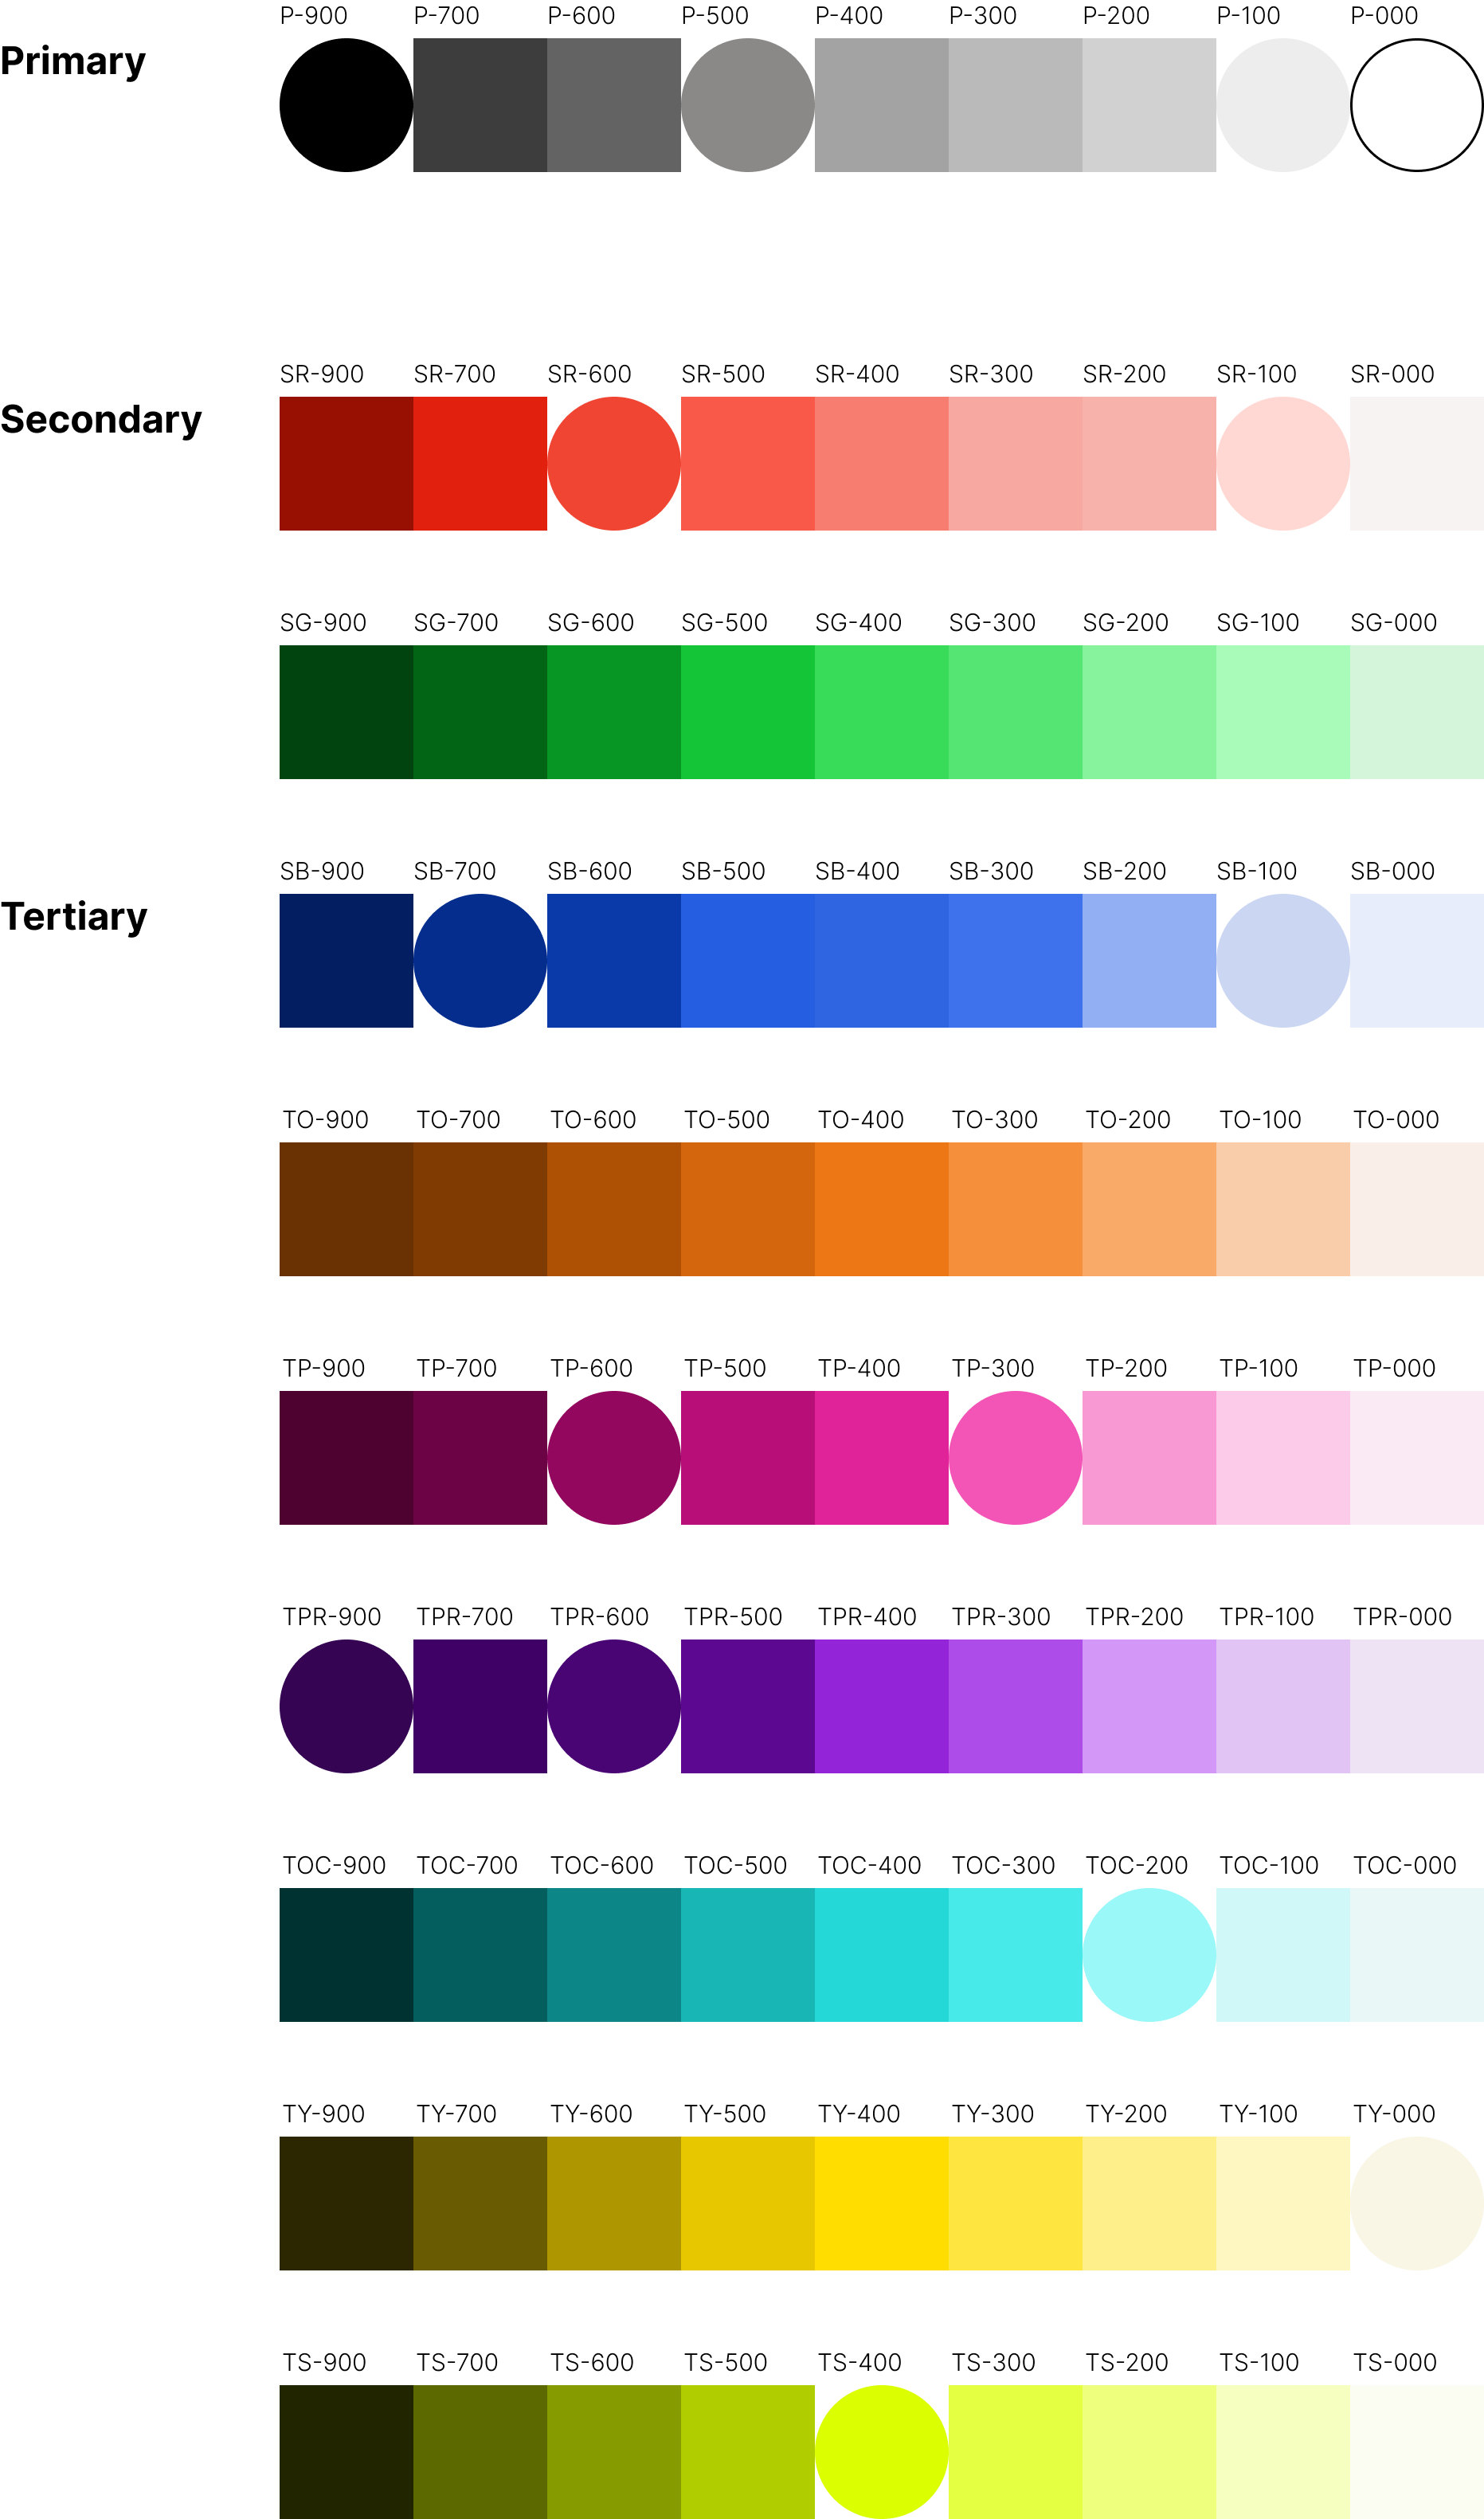 P-900 P-700 P-600 P-500 P-400 P-300 P-200 P-100 P-000
Primary
SR-900 SR-700 SR-600 SR-500 SR-400 SR-300 SR-200 SR-100 SR-000
Secondary
SG-900 SG-700 SG-600 SG-500 SG-400 SG-300 SG-200 SG-100 SG-000
SB-900 SB-700 SB-600 SB-500 SB-400 SB-300 SB-200 SB-100 SB-000
Tertiary
TO-900 TO-700 TO-600 TO-500 TO-400 TO-300 TO-200 TO-100 TO-000
TP-900 TP-700 TP-600 TP-500 TP-400 TP-300 TP-200 TP-100 TP-000
TPR-900 TPR-700 TPR-600 TPR-500 TPR-400 TPR-300 TPR-200 TPR-100 TPR-000
TOC-900 TOC-700 TOC-600 TOC-500 TOC-400 TOC-300 TOC-200 TOC-100 TOC-000
TY-900 TY-700 TY-600 TY-500 TY-400 TY-300 TY-200 TY-100 TY-000
TS-900 TS-700 TS-600 TS-500 TS-400 TS-300 TS-200 TS-100 TS-000